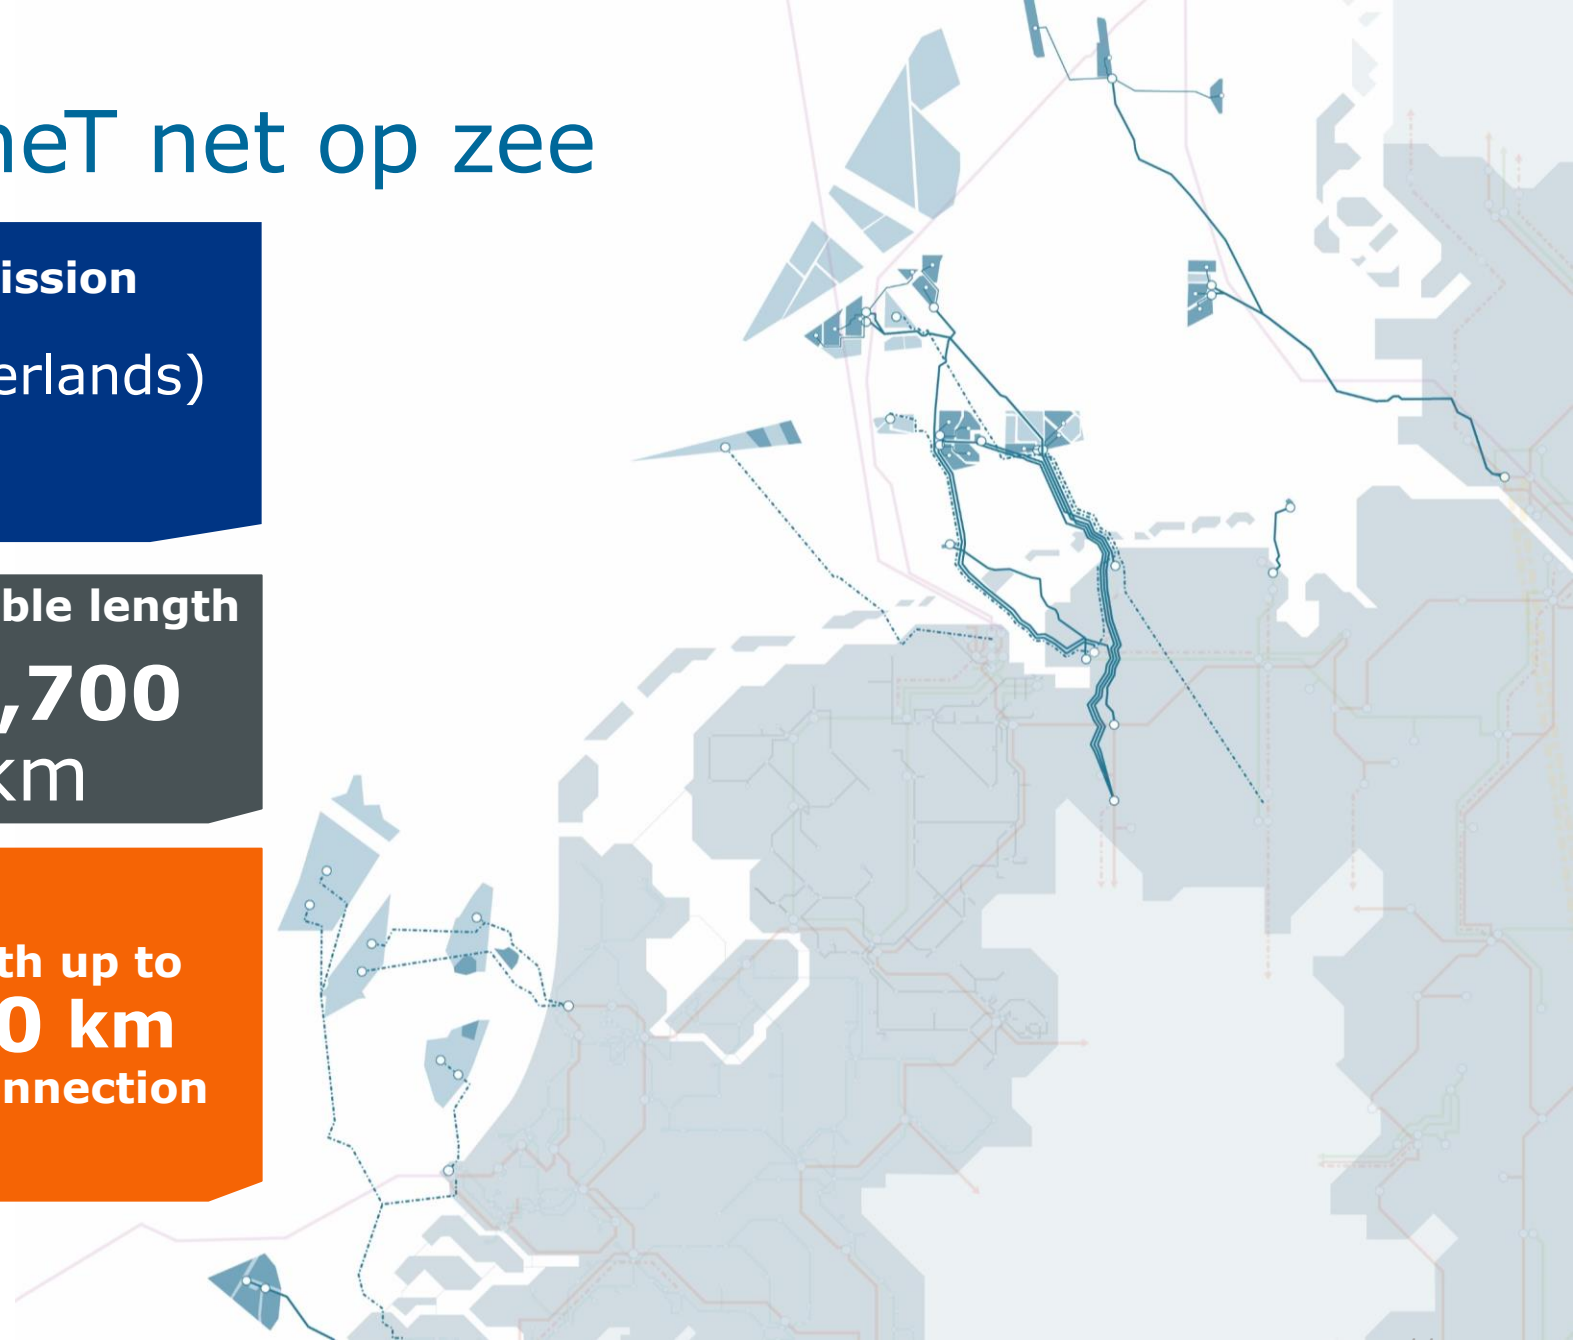 neT net op zee
ission
erlands)
ble length
,700
km
th up to
0 km
nnection